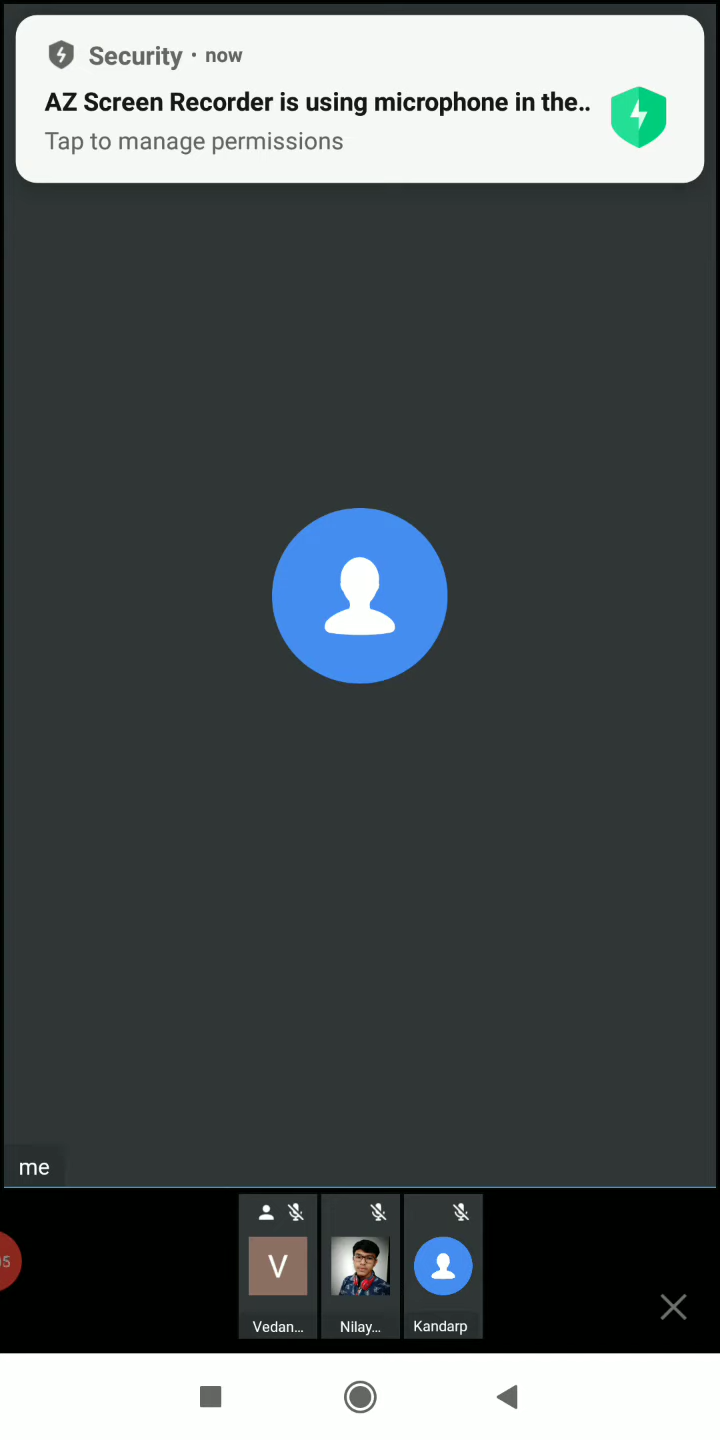 Security · now
AZ Screen Recorder is using microphone in the..
Tap to manage permissions
me
V
Vedan...
Nilay...
Kandarp